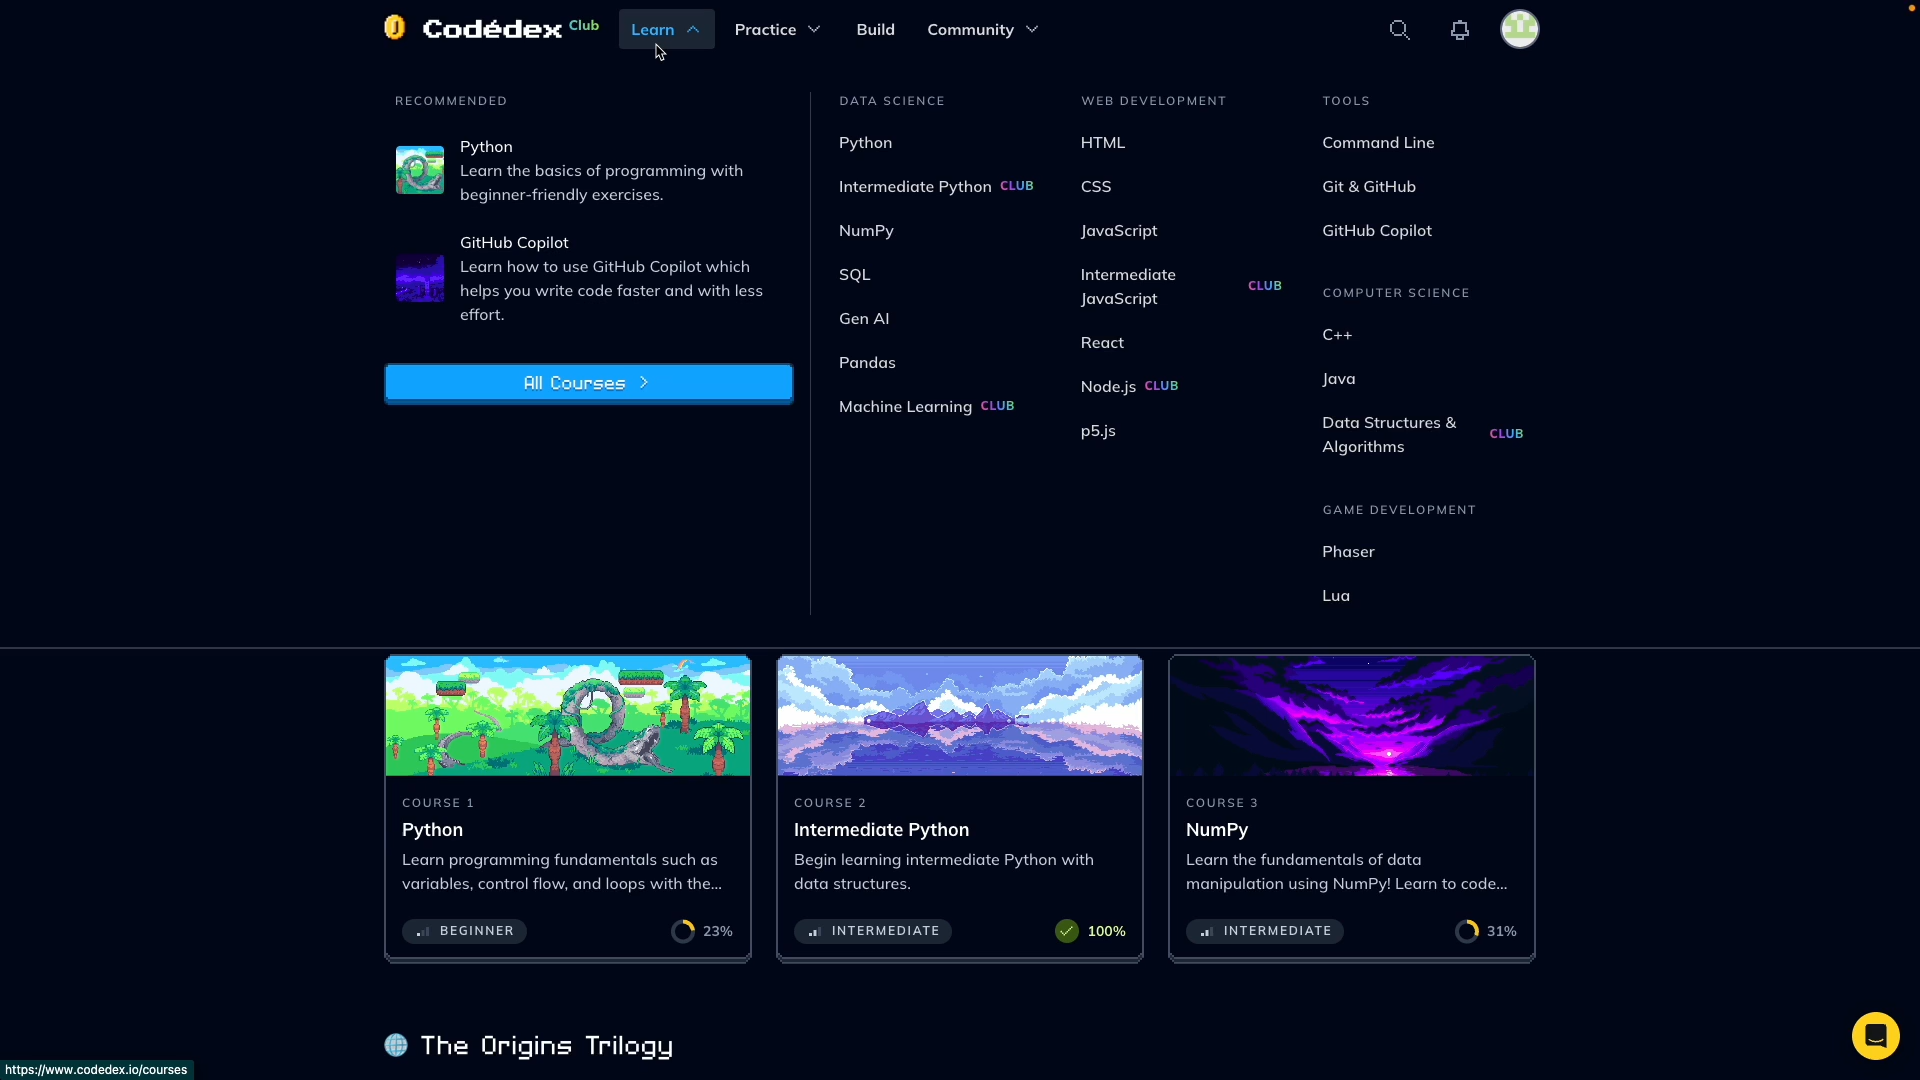 Codédex Club
Learn
Practice
Build
Community
RECOMMENDED
Python
Learn the basics of programming with
beginner-friendly exercises.
GitHub Copilot
Learn how to use GitHub Copilot which
helps you write code faster and with less
effort.
All Courses
DATA SCIENCE
Python
Intermediate Python CLUB
NumPy
SQL
Gen AI
Pandas
Machine Learning CLUB
WEB DEVELOPMENT
HTML
CSS
JavaScript
Intermediate
JavaScript
CLUB
React
Node.js CLUB
p5.js
TOOLS
Command Line
Git & GitHub
GitHub Copilot
COMPUTER SCIENCE
C++
Java
Data Structures &
Algorithms
CLUB
GAME DEVELOPMENT
Phaser
Lua
COURSE 1
Python
Learn programming fundamentals such as
variables, control flow, and loops with the...
BEGINNER
23%
COURSE 2
Intermediate Python
Begin learning intermediate Python with
data structures.
INTERMEDIATE
100%
COURSE 3
NumPy
Learn the fundamentals of data
manipulation using NumPy! Learn to code...
INTERMEDIATE
31%
The Origins Trilogy
https://www.codedex.io/courses